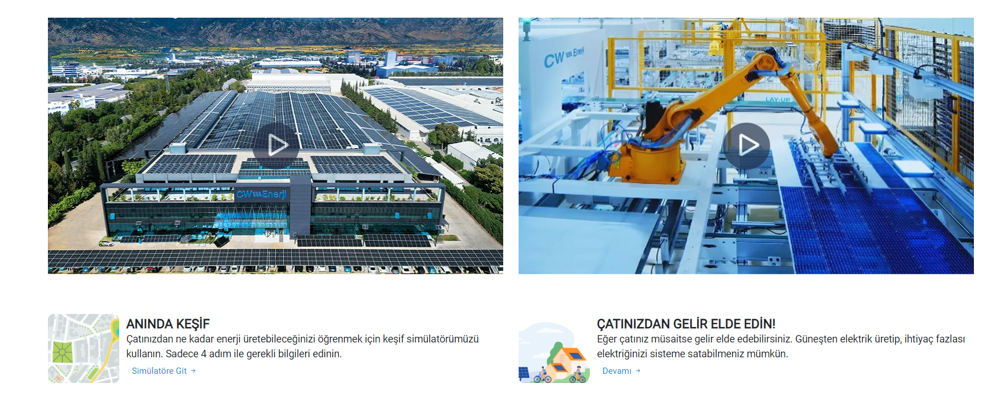 CW Enerji
CW Enerji
LAY-UP 2
ANINDA KEŞİF
Çatınızdan ne kadar enerji üretebileceğinizi öğrenmek için keşif simülatörümüzü
kullanın. Sadece 4 adım ile gerekli bilgileri edinin.
Simülatöre Git →
ÇATINIZDAN GELİR ELDE EDİN!
Eğer çatınız müsaitse gelir elde edebilirsiniz. Güneşten elektrik üretip, ihtiyaç fazlası
elektriğinizi sisteme satabilmeniz mümkün.
Devamı →